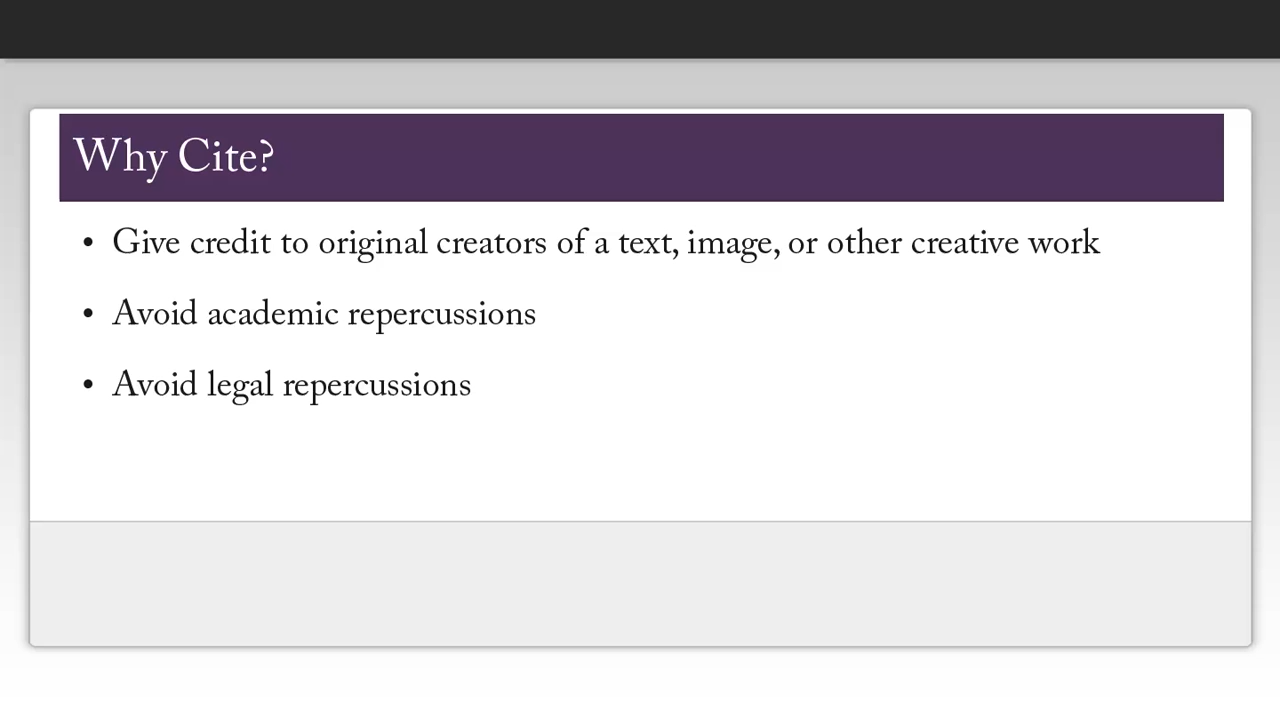 Why Cite?
• Give credit to original creators of a text, image, or other creative work
• Avoid academic repercussions
• Avoid legal repercussions